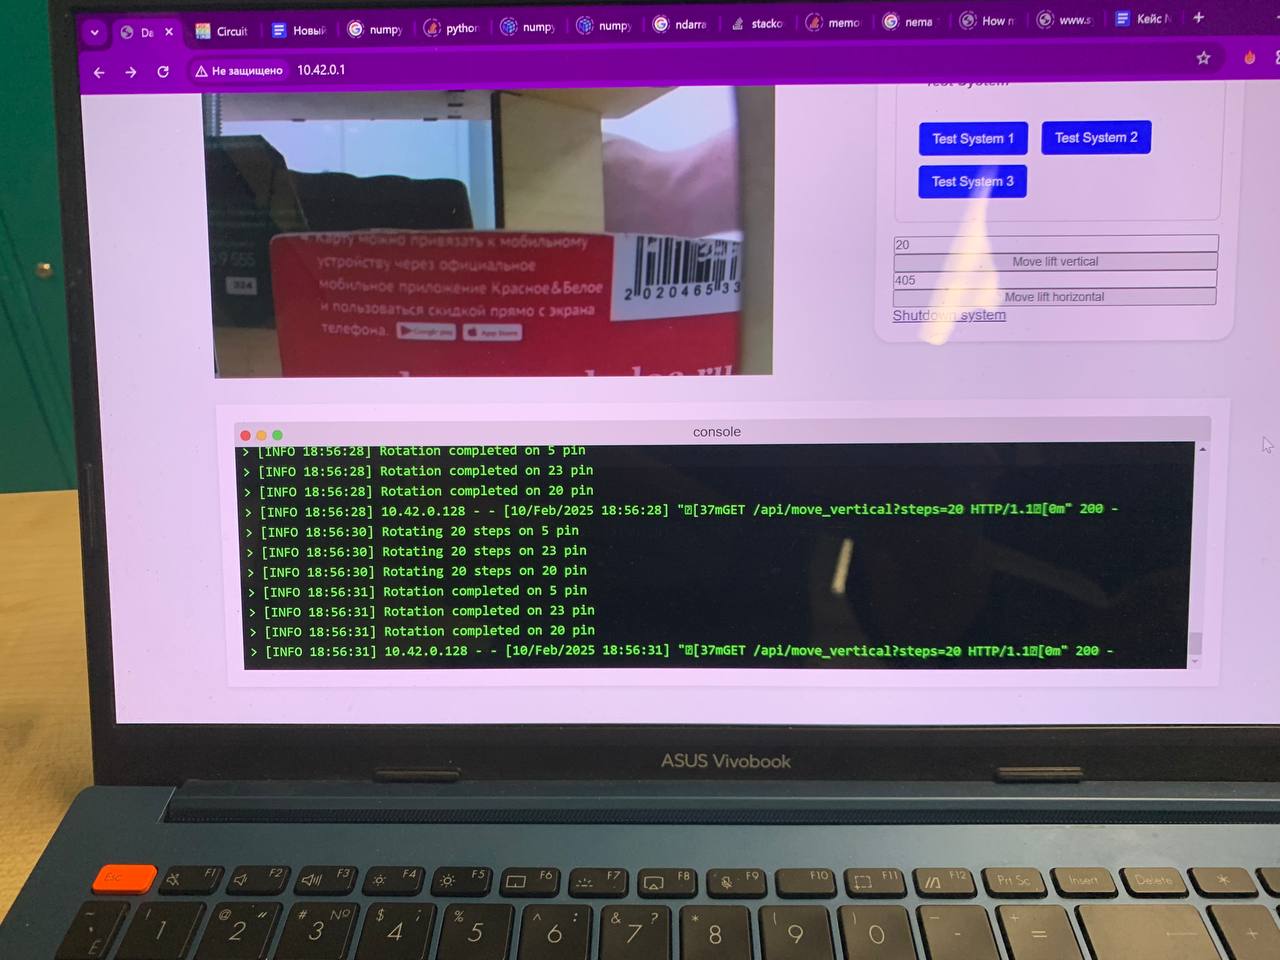 Da
Circuit
Новый
numpy
python
numpy
numpy
ndarra
stacko
memo
nema
How
www.s
Кейс
Не защищено 10.42.0.1
Test System 1
Test System 2
Test System 3
20
Move lift vertical
405
Move lift horizontal
Shutdown system
Карту можно привязать к мобильному
устройству через официальное
мобильное приложение Красное&Белое
и пользоваться скидкой прямо с экрана
телефона. Google play App Store
2 020465 33
324
console
> [INFO 18:56:28] Rotation completed on 5 pin
> [INFO 18:56:28] Rotation completed on 23 pin
> [INFO 18:56:28] Rotation completed on 20 pin
> [INFO 18:56:28] 10.42.0.128 - - [10/Feb/2025 18:56:28] "[37mGET /api/move_vertical?steps=20 HTTP/1.1[0m" 200 -
> [INFO 18:56:30] Rotating 20 steps on 5 pin
> [INFO 18:56:30] Rotating 20 steps on 23 pin
> [INFO 18:56:30] Rotating 20 steps on 20 pin
> [INFO 18:56:31] Rotation completed on 5 pin
> [INFO 18:56:31] Rotation completed on 23 pin
> [INFO 18:56:31] Rotation completed on 20 pin
> [INFO 18:56:31] 10.42.0.128 - - [10/Feb/2025 18:56:31] "[37mGET /api/move_vertical?steps=20 HTTP/1.1[0m" 200 -
ASUS Vivobook
Esc F1 F2 F3 F4 F5 F6 F7 F8 F9 F10 F11 F12 Prt Sc Insert Delete *
Ё ! 1 @ " 2 # № 3 $ ; 4 % 5 ^ : 6 & ? 7 * 8 ( 9 ) 0 - + = +